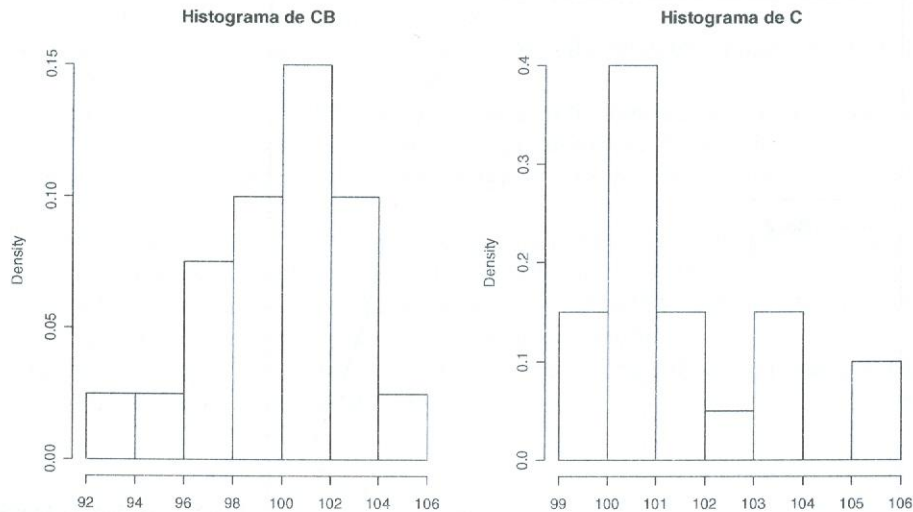 Histograma de CB
Density
0.00 0.05 0.10 0.15
92 94 96 98 100 102 104 106
Histograma de C
Density
0.0 0.1 0.2 0.3 0.4
99 100 101 102 103 104 105 106